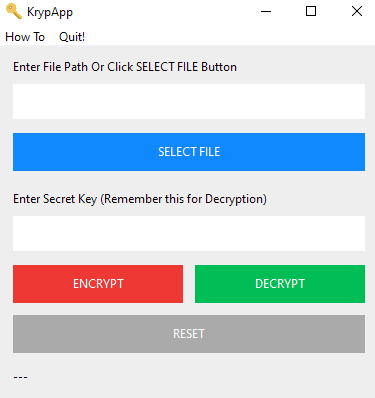 KrypApp
How To Quit!
Enter File Path Or Click SELECT FILE Button
SELECT FILE
Enter Secret Key (Remember this for Decryption)
ENCRYPT DECRYPT
RESET
---